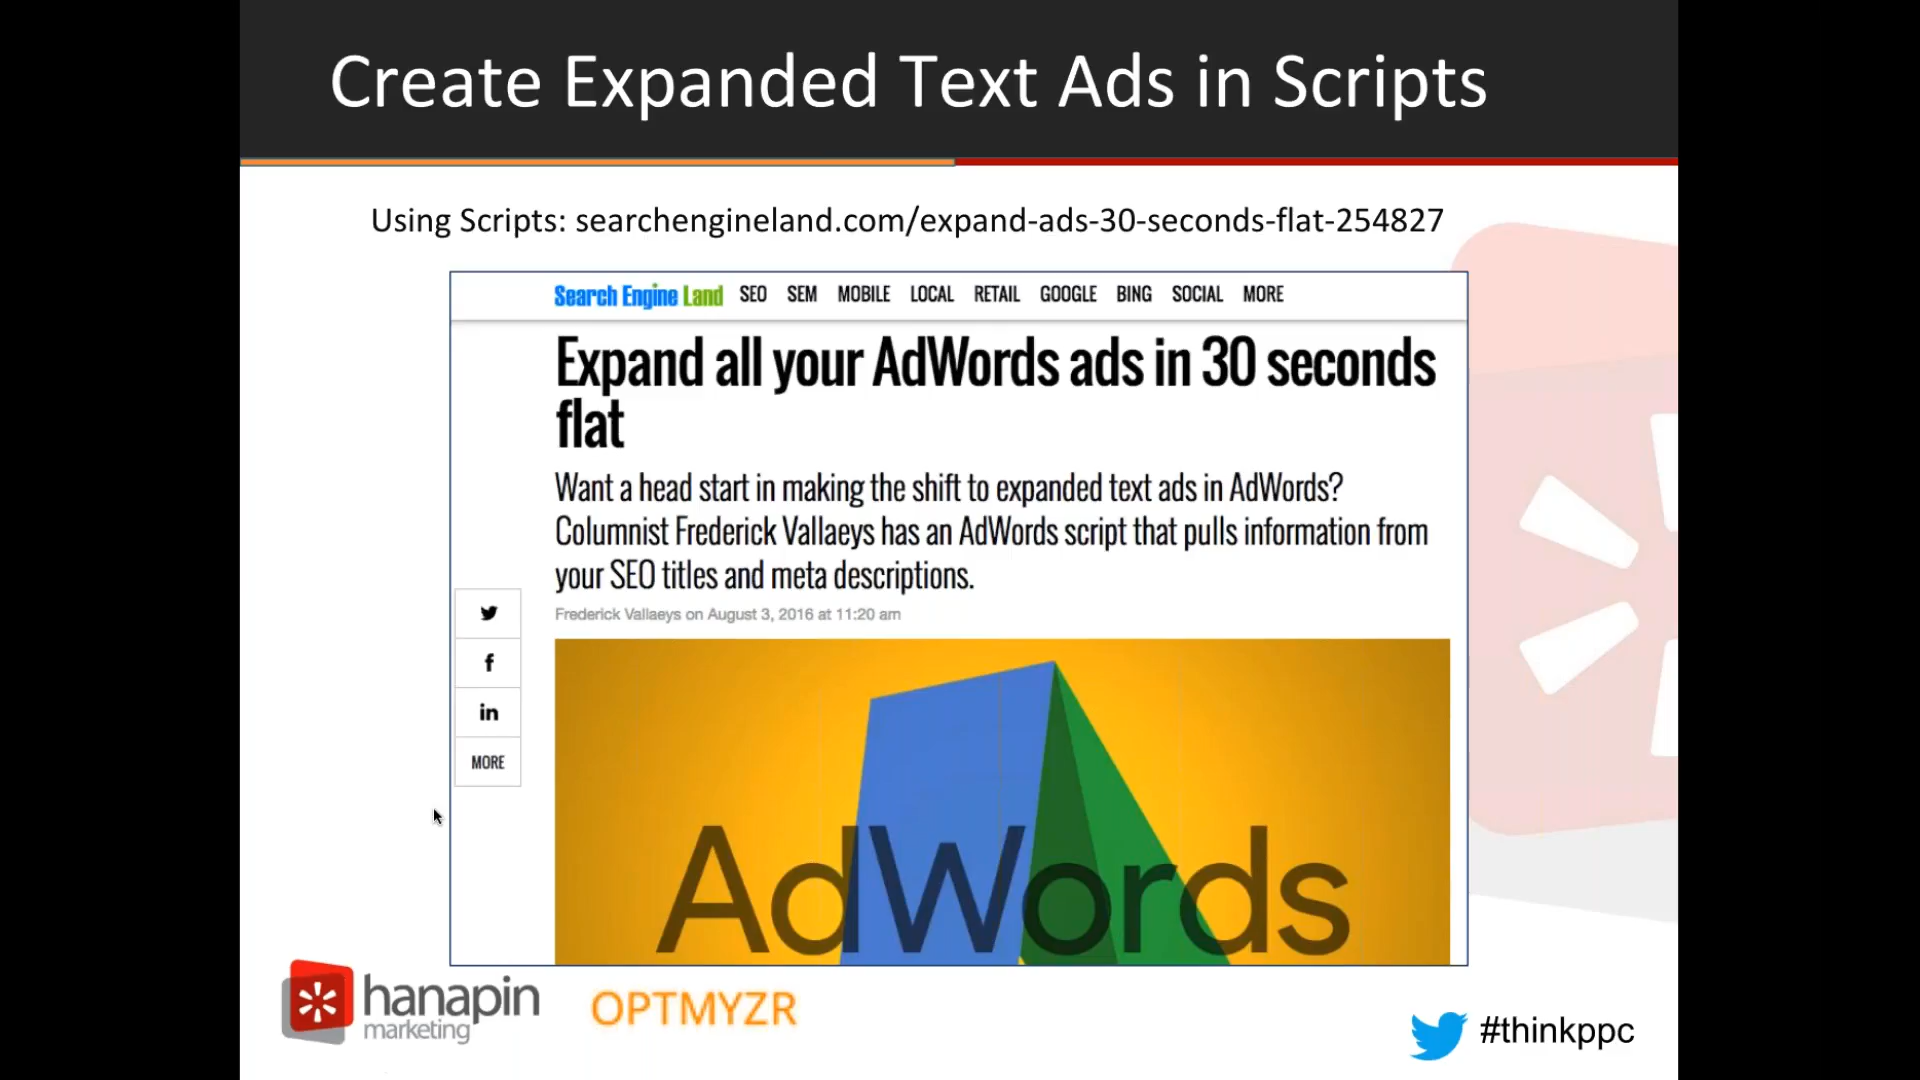 Create Expanded Text Ads in Scripts
Using Scripts: searchengineland.com/expand-ads-30-seconds-flat-254827
Search Engine Land SEO SEM MOBILE LOCAL RETAIL GOOGLE BING SOCIAL MORE
Expand all your AdWords ads in 30 seconds
flat
Want a head start in making the shift to expanded text ads in AdWords?
Columnist Frederick Vallaeys has an AdWords script that pulls information from
your SEO titles and meta descriptions.
Frederick Vallaeys on August 3, 2016 at 11:20 am
f
in
MORE
AdWords
hanapin
marketing
OPTMYZR
#thinkppc